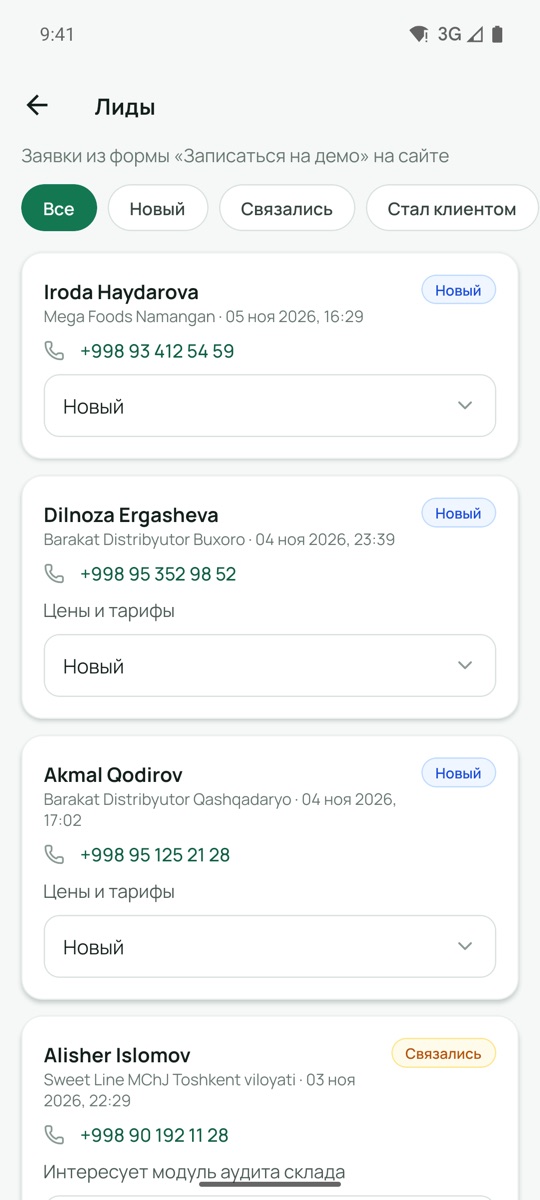 9:41
3G
Лиды
Заявки из формы «Записаться на демо» на сайте
Все
Новый
Связались
Стал клиентом
Iroda Haydarova
Новый
Mega Foods Namangan · 05 ноя 2026, 16:29
+998 93 412 54 59
Новый
Dilnoza Ergasheva
Новый
Barakat Distribyutor Buxoro · 04 ноя 2026, 23:39
+998 95 352 98 52
Цены и тарифы
Новый
Akmal Qodirov
Новый
Barakat Distribyutor Qashqadaryo · 04 ноя 2026,
17:02
+998 95 125 21 28
Цены и тарифы
Новый
Alisher Islomov
Связались
Sweet Line MChJ Toshkent viloyati · 03 ноя
2026, 22:29
+998 90 192 11 28
Интересует модуль аудита склада